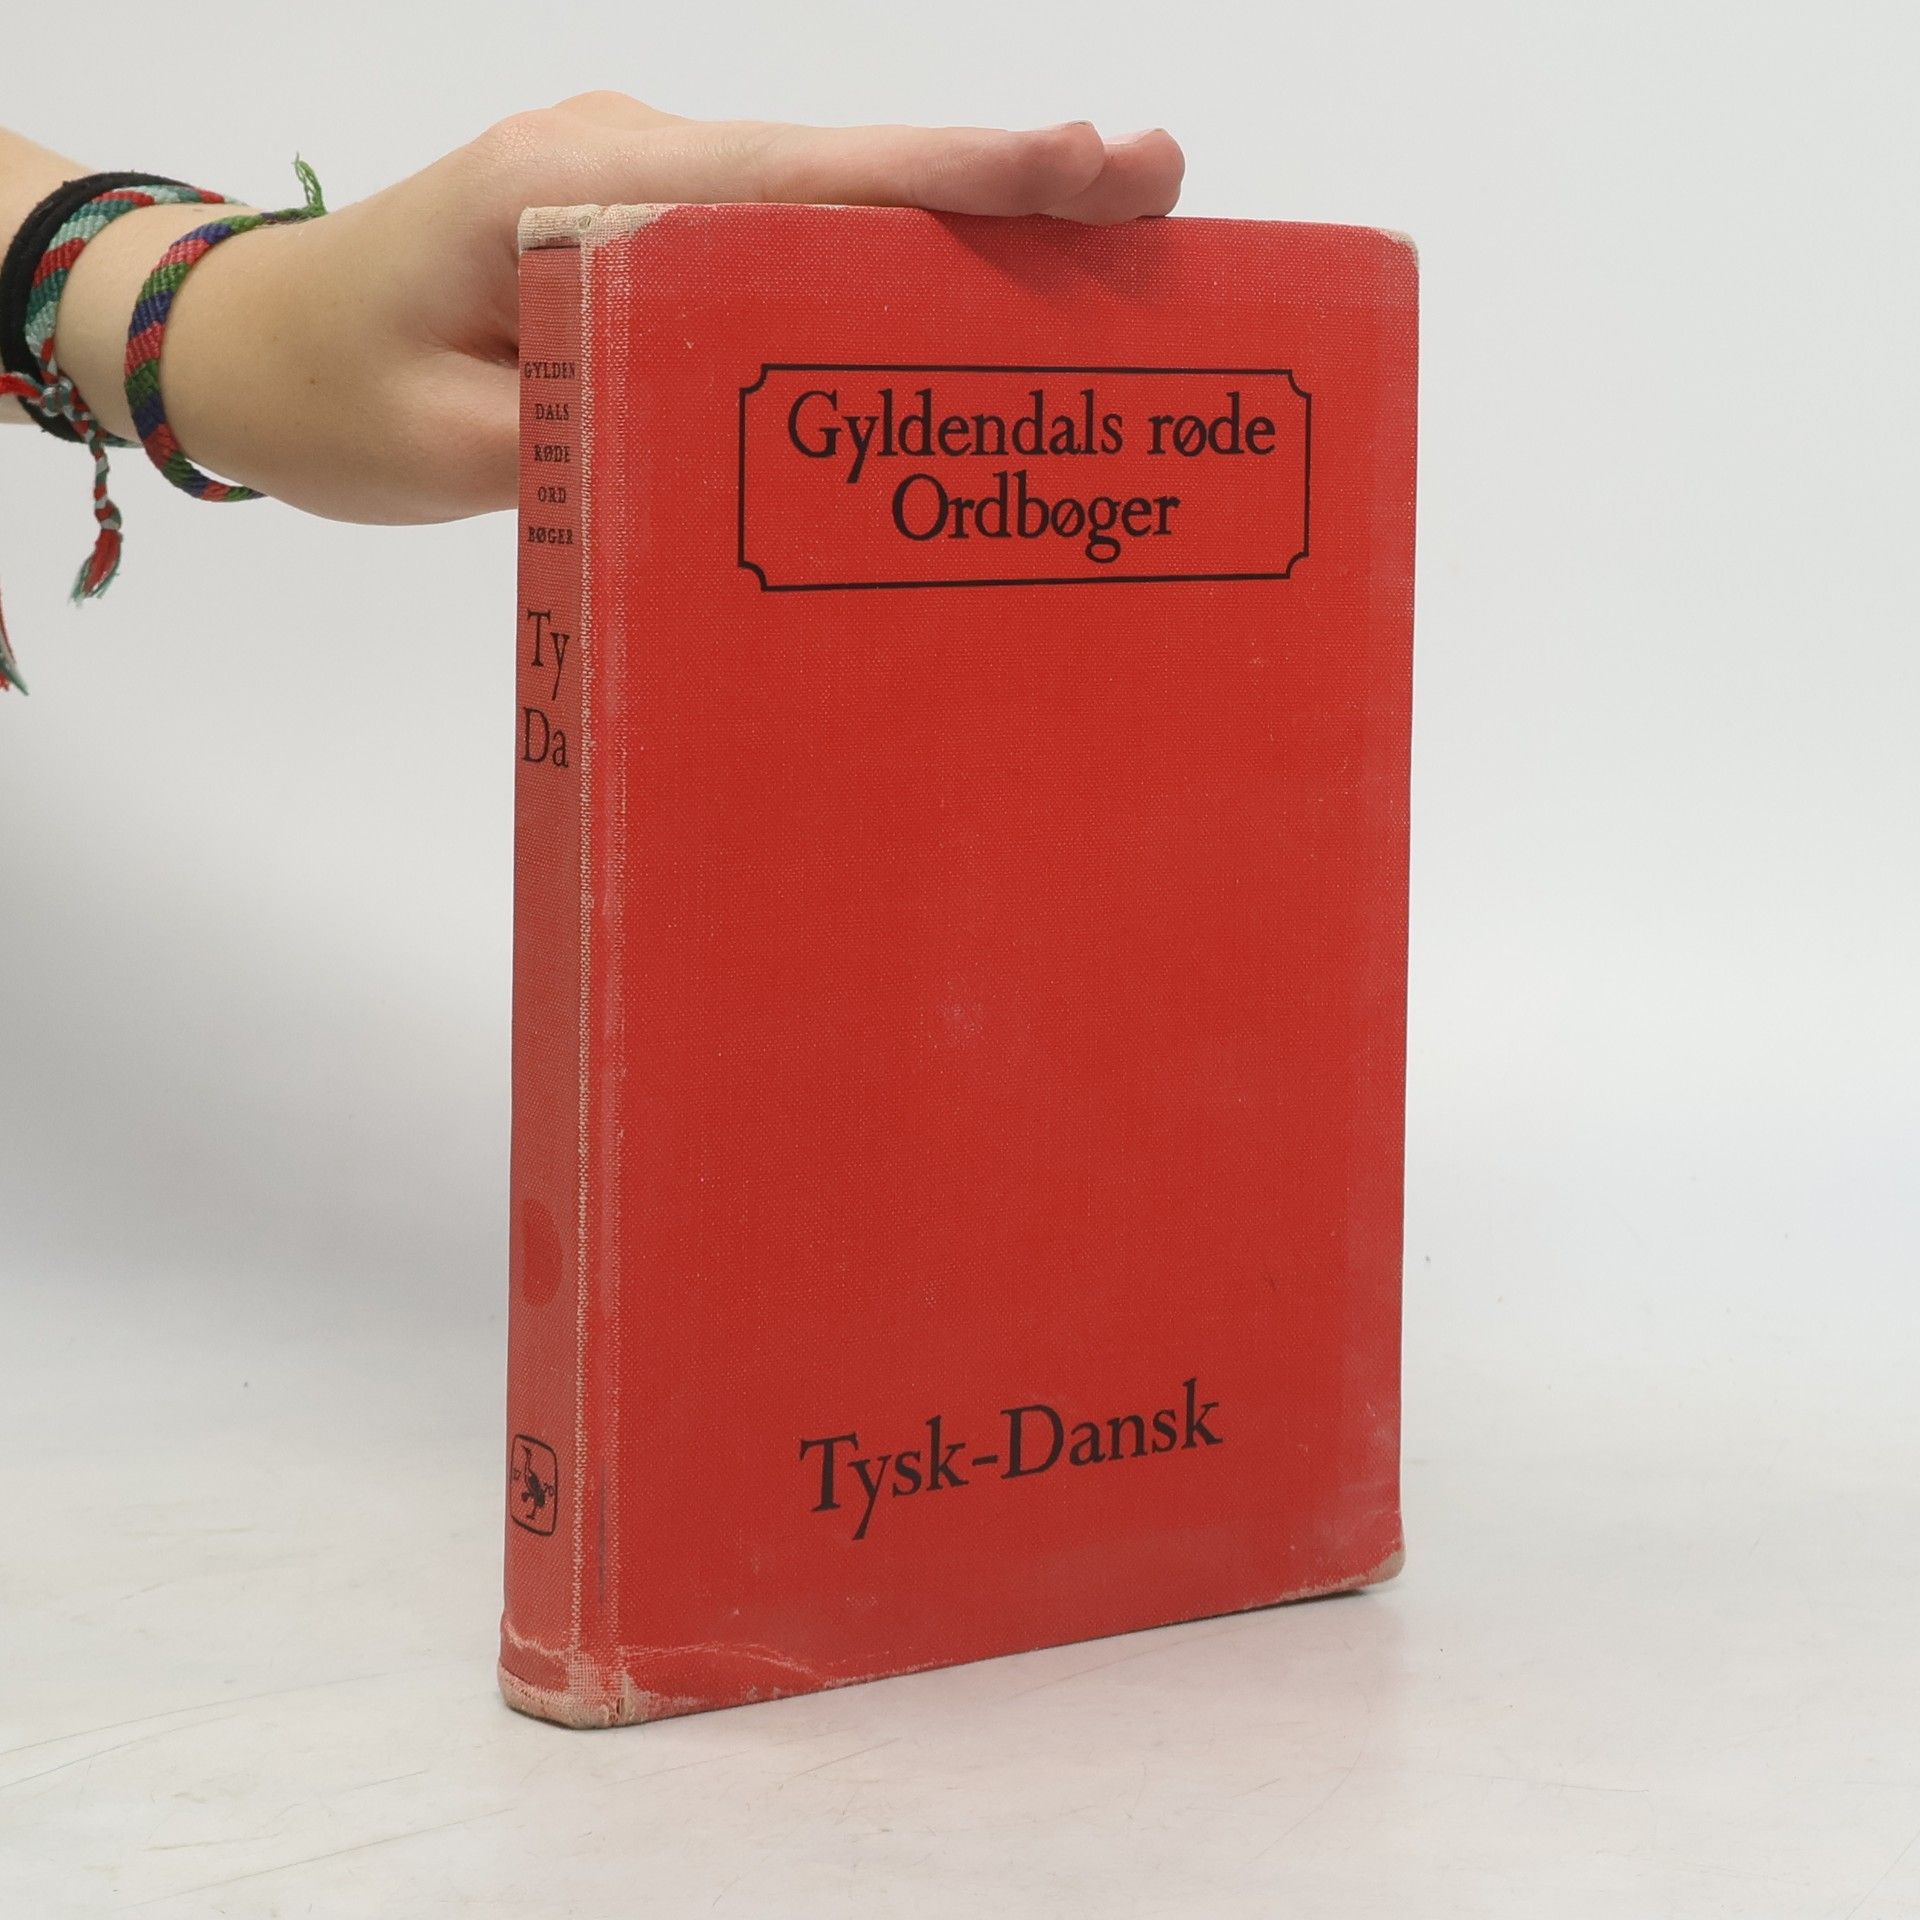 Gyldendals røde
Ordbøger
Tysk-Dansk
GYLDEN
DALS
RØDE
ORD
BØGER
Ty
Da